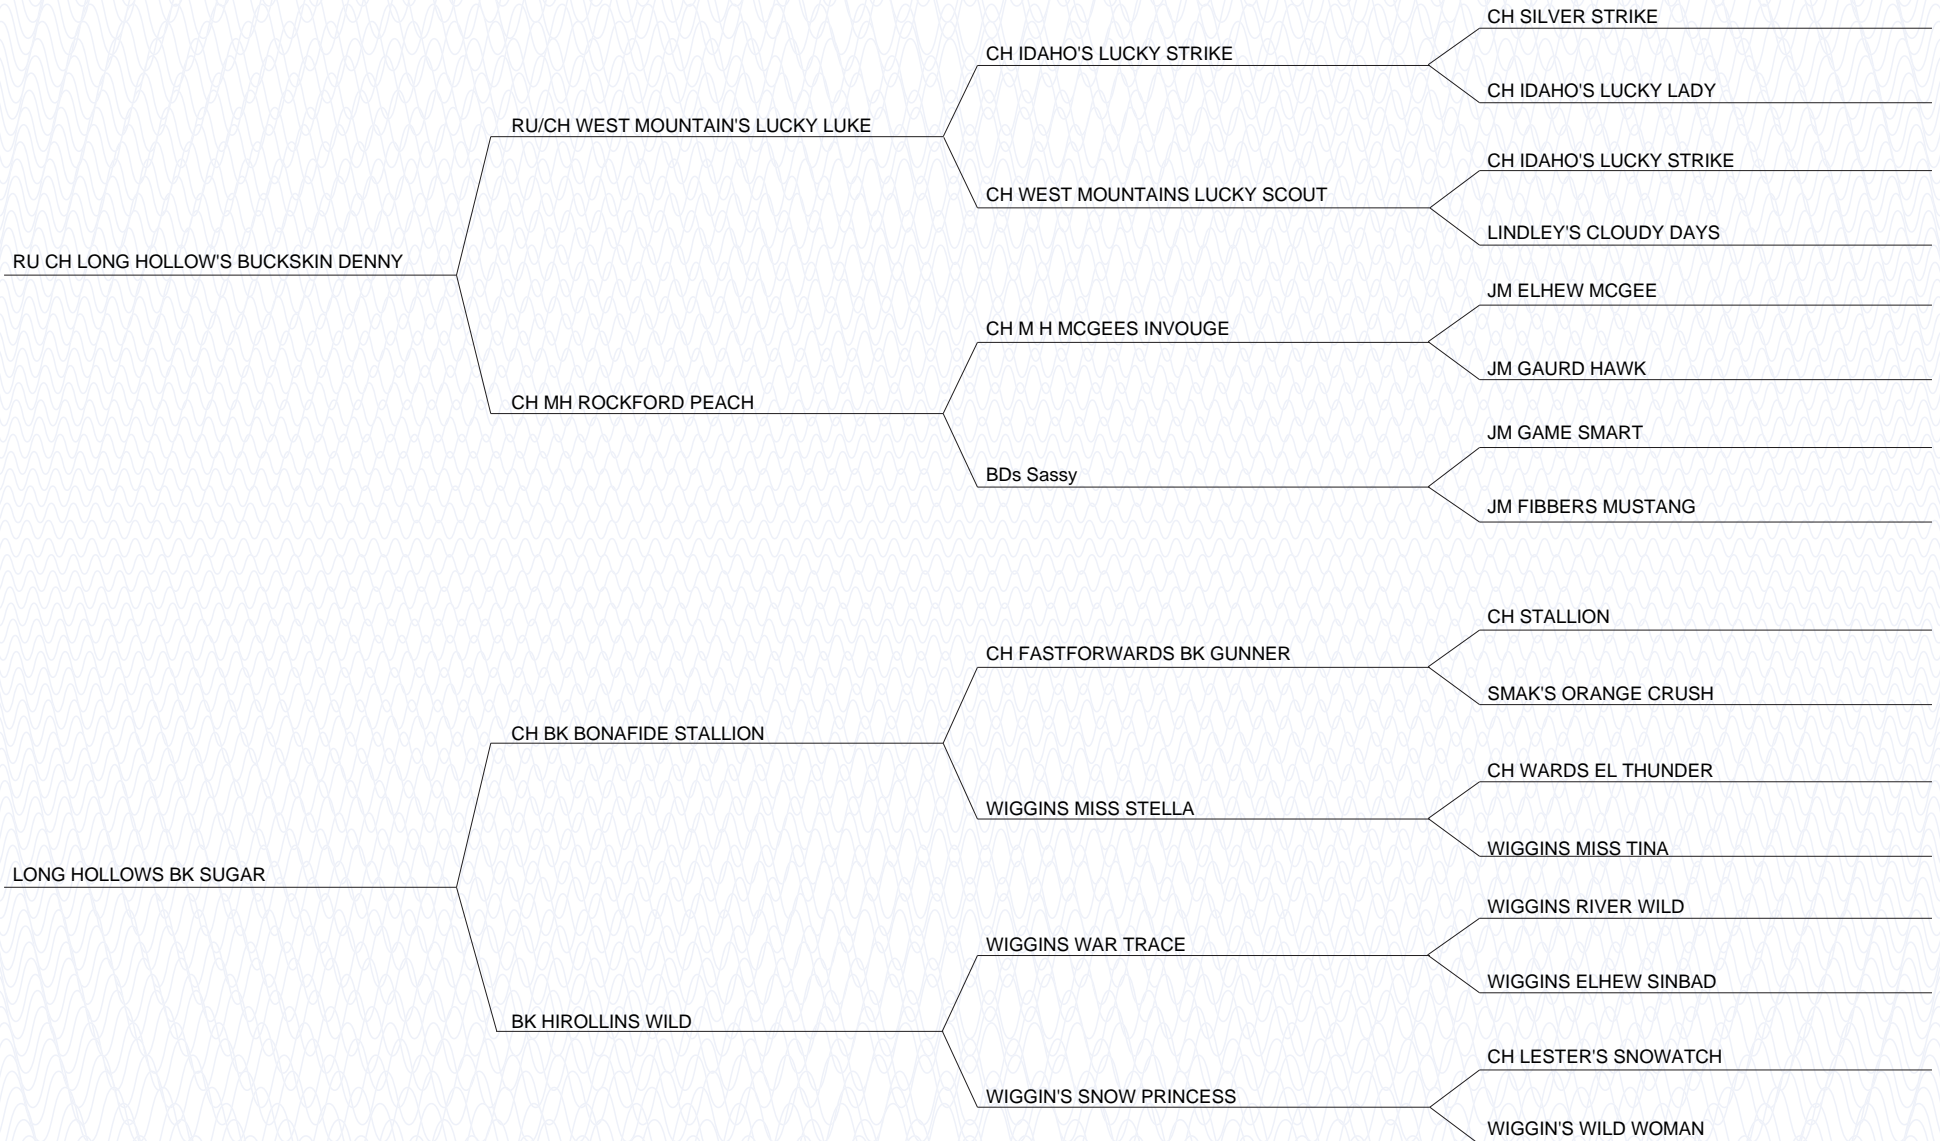 CH SILVER STRIKE
CH IDAHO'S LUCKY STRIKE
CH IDAHO'S LUCKY LADY
RU/CH WEST MOUNTAIN'S LUCKY LUKE
CH IDAHO'S LUCKY STRIKE
CH WEST MOUNTAINS LUCKY SCOUT
LINDLEY'S CLOUDY DAYS
RU CH LONG HOLLOW'S BUCKSKIN DENNY
JM ELHEW MCGEE
CH M H MCGEES INVOUGE
JM GAURD HAWK
CH MH ROCKFORD PEACH
JM GAME SMART
BDs Sassy
JM FIBBERS MUSTANG
CH STALLION
CH FASTFORWARDS BK GUNNER
SMAK'S ORANGE CRUSH
CH BK BONAFIDE STALLION
CH WARDS EL THUNDER
WIGGINS MISS STELLA
WIGGINS MISS TINA
LONG HOLLOWS BK SUGAR
WIGGINS RIVER WILD
WIGGINS WAR TRACE
WIGGINS ELHEW SINBAD
BK HIROLLINS WILD
CH LESTER'S SNOWATCH
WIGGIN'S SNOW PRINCESS
WIGGIN'S WILD WOMAN